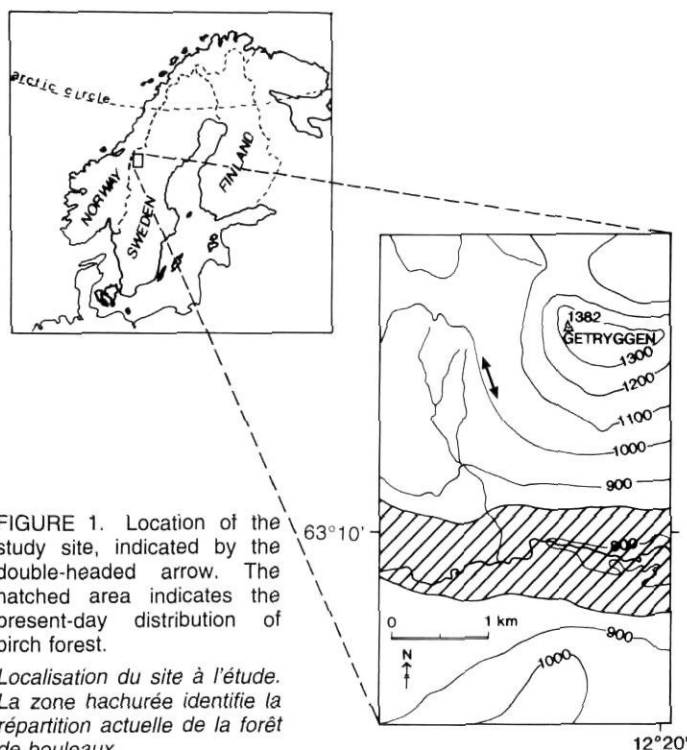 arctic circle
NORWAY
SWEDEN
FINLAND
1382
GETRYGGEN
1300
1200
1100
1000
900
63°10'
800
0 1 km
N
900
1000
12°20'
FIGURE 1. Location of the
study site, indicated by the
double-headed arrow. The
hatched area indicates the
present-day distribution of
birch forest.
Localisation du site à l'étude.
La zone hachurée identifie la
répartition actuelle de la forêt
de bouleaux.